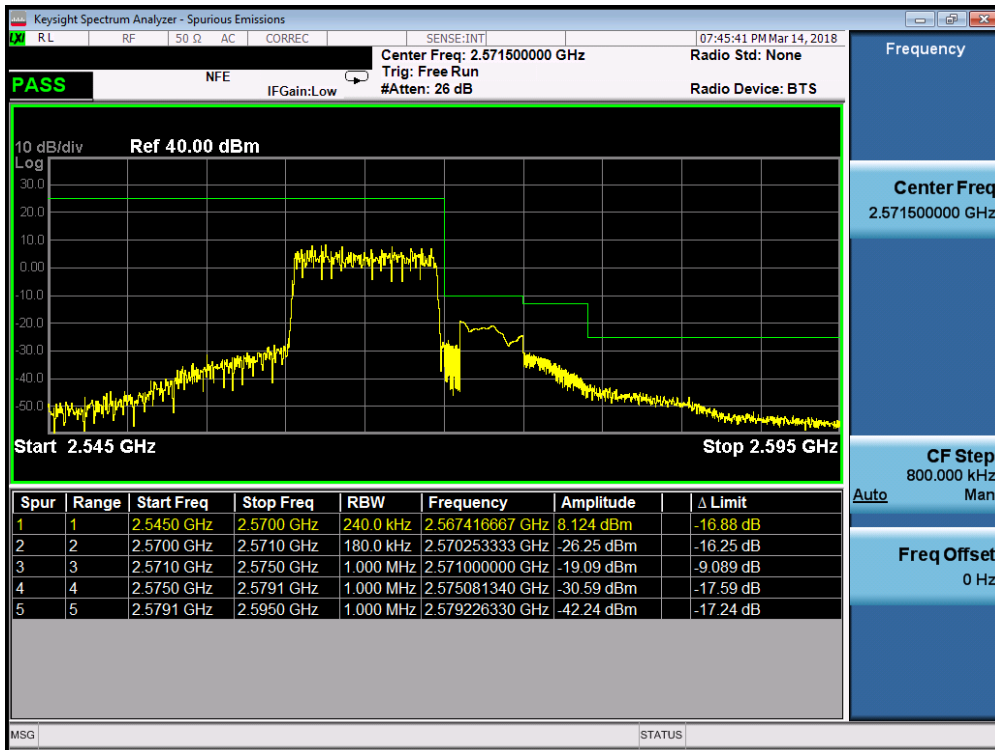 Keysight Spectrum Analyzer - Spurious Emissions
LXI RL RF 50 Ω AC CORREC SENSE:INT 07:45:41 PM Mar 14, 2018
Center Freq: 2.571500000 GHz Radio Std: None
NFE Trig: Free Run
PASS IFGain:Low #Atten: 26 dB Radio Device: BTS
Frequency
10 dB/div Ref 40.00 dBm
Log
30.0
20.0
10.0
0.00
-10.0
-20.0
-30.0
-40.0
-50.0
Start 2.545 GHz Stop 2.595 GHz
Spur Range Start Freq Stop Freq RBW Frequency Amplitude Δ Limit
1 1 2.5450 GHz 2.5700 GHz 240.0 kHz 2.567416667 GHz 8.124 dBm -16.88 dB
2 2 2.5700 GHz 2.5710 GHz 180.0 kHz 2.570253333 GHz -26.25 dBm -16.25 dB
3 3 2.5710 GHz 2.5750 GHz 1.000 MHz 2.571000000 GHz -19.09 dBm -9.089 dB
4 4 2.5750 GHz 2.5791 GHz 1.000 MHz 2.575081340 GHz -30.59 dBm -17.59 dB
5 5 2.5791 GHz 2.5950 GHz 1.000 MHz 2.579226330 GHz -42.24 dBm -17.24 dB
Center Freq
2.571500000 GHz
CF Step
800.000 kHz
Auto Man
Freq Offset
0 Hz
MSG STATUS